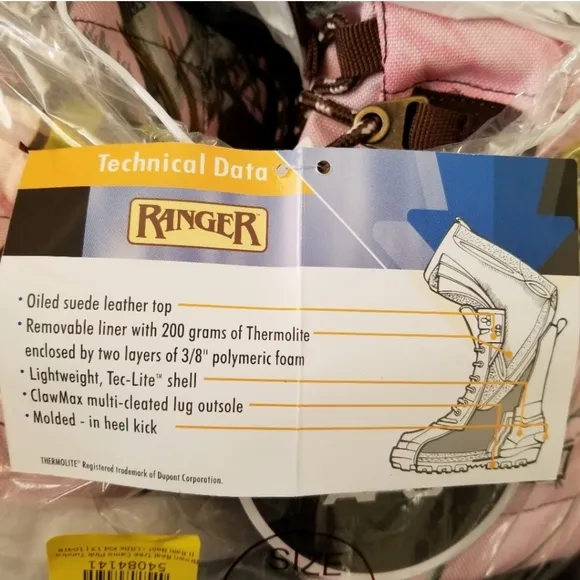 Technical Data
RANGER
• Oiled suede leather top
• Removable liner with 200 grams of Thermolite
enclosed by two layers of 3/8" polymeric foam
• Lightweight, Tec-Lite™ shell
• ClawMax multi-cleated lug outsole
• Molded - in heel kick
THERMOLITE® Registered trademark of Dupont Corporation.
SIZE
54084141